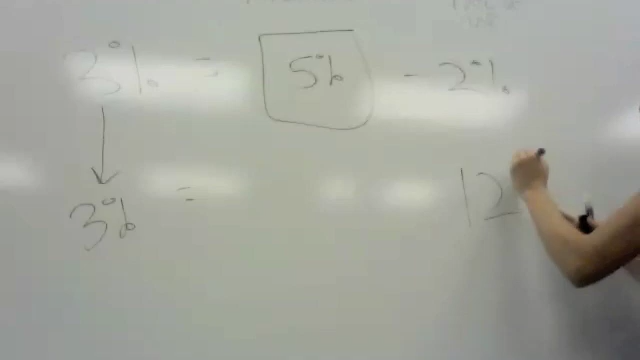 3% = 5% - 2%
3% = 12